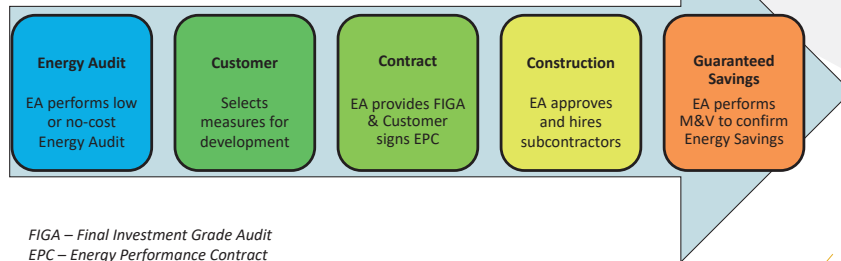 Energy Audit
EA performs low
or no-cost
Energy Audit
Customer
Selects
measures for
development
Contract
EA provides FIGA
& Customer
signs EPC
Construction
EA approves
and hires
subcontractors
Guaranteed
Savings
EA performs
M&V to confirm
Energy Savings
FIGA – Final Investment Grade Audit
EPC – Energy Performance Contract